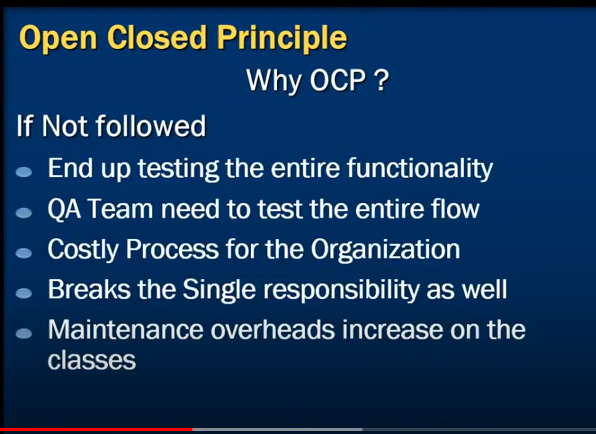 Open Closed Principle
Why OCP ?
If Not followed
End up testing the entire functionality
QA Team need to test the entire flow
Costly Process for the Organization
Breaks the Single responsibility as well
Maintenance overheads increase on the
classes